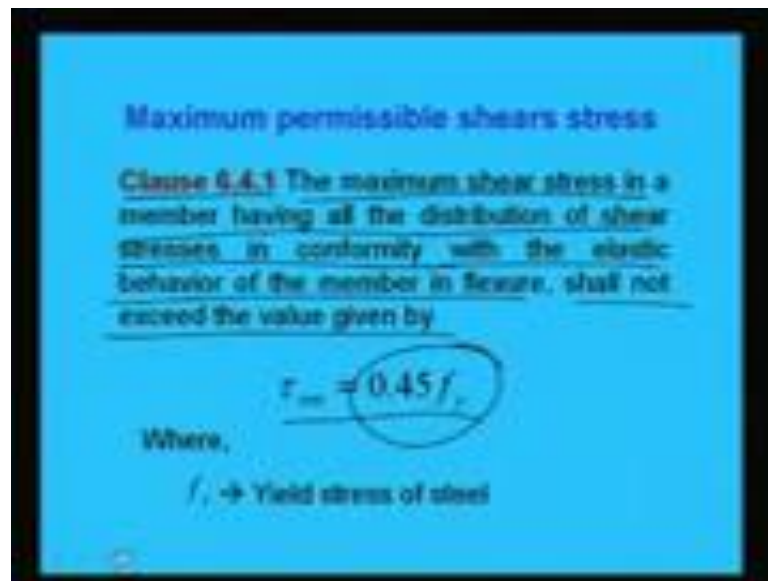 Maximum permissible shears stress
Clause 6.4.1 The maximum shear stress in a
member having all the distribution of shear
stresses in conformity with the elastic
behavior of the member in flexure, shall not
exceed the value given by
= 0.45 f
Where,
f → Yield stress of steel